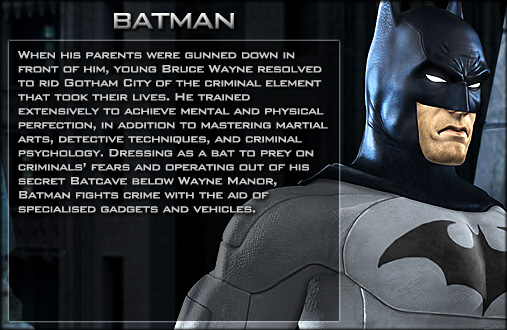 BATMAN
When his parents were gunned down in
front of him, young Bruce Wayne resolved
to rid Gotham City of the criminal element
that took their lives. He trained
extensively to achieve mental and physical
perfection, in addition to mastering martial
arts, detective techniques, and criminal
psychology. Dressing as a bat to prey on
criminals' fears and operating out of his
secret Batcave below Wayne Manor,
Batman fights crime with the aid of
specialised gadgets and vehicles.